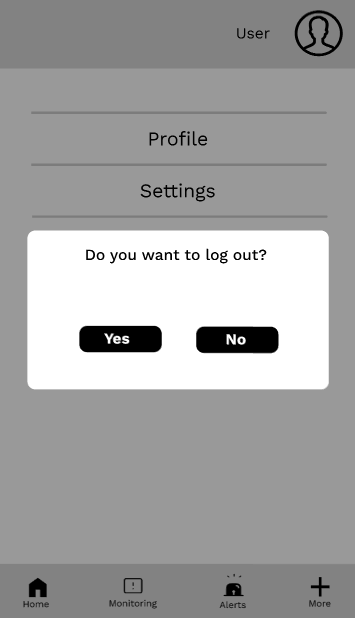 User
Profile
Settings
Do you want to log out?
Yes No
Home Monitoring Alerts More